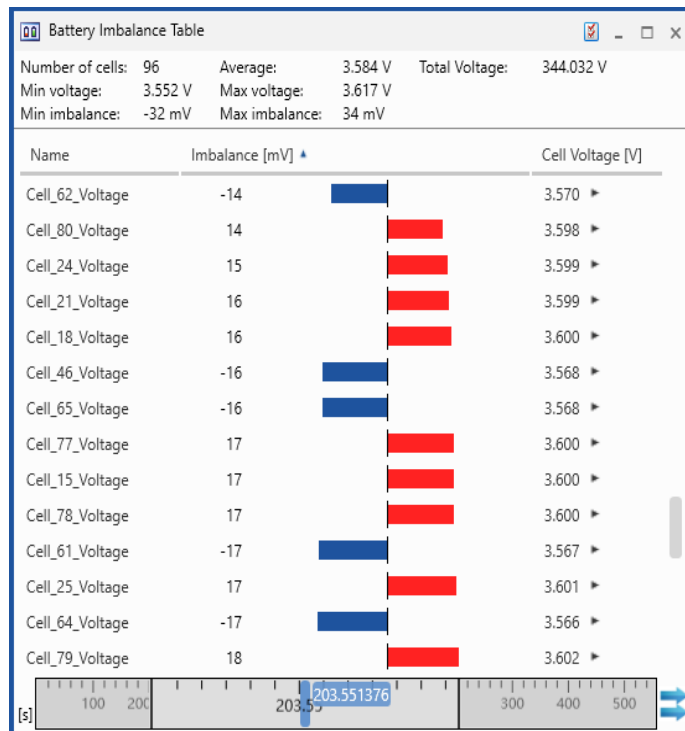 Battery Imbalance Table
Number of cells: 96 Average: 3.584 V Total Voltage: 344.032 V
Min voltage: 3.552 V Max voltage: 3.617 V
Min imbalance: -32 mV Max imbalance: 34 mV
Name Imbalance [mV] Cell Voltage [V]
Cell_62_Voltage -14 3.570
Cell_80_Voltage 14 3.598
Cell_24_Voltage 15 3.599
Cell_21_Voltage 16 3.599
Cell_18_Voltage 16 3.600
Cell_46_Voltage -16 3.568
Cell_65_Voltage -16 3.568
Cell_77_Voltage 17 3.600
Cell_15_Voltage 17 3.600
Cell_78_Voltage 17 3.600
Cell_61_Voltage -17 3.567
Cell_25_Voltage 17 3.601
Cell_64_Voltage -17 3.566
Cell_79_Voltage 18 3.602
203.551376
[s] 100 200 203.55 300 400 500